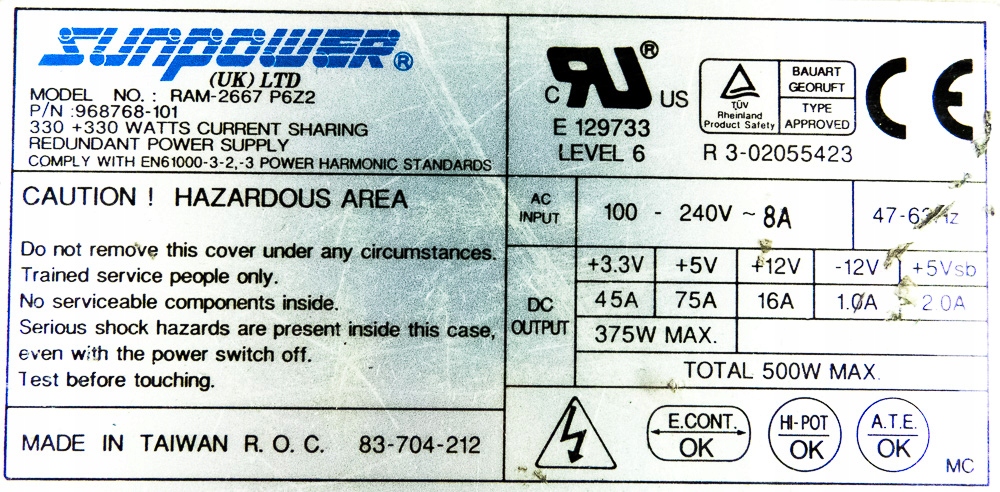 SUNPOWER®
(UK) LTD
MODEL NO. : RAM-2667 P6Z2
P/N :968768-101
330 +330 WATTS CURRENT SHARING
REDUNDANT POWER SUPPLY
COMPLY WITH EN61000-3-2,-3 POWER HARMONIC STANDARDS
CAUTION ! HAZARDOUS AREA
Do not remove this cover under any circumstances.
Trained service people only.
No serviceable components inside.
Serious shock hazards are present inside this case,
even with the power switch off.
Test before touching.
MADE IN TAIWAN R. O. C. 83-704-212
C RU ® US
E 129733
LEVEL 6
TÜV
Rheinland
Product Safety
BAUART
GEORUFT
TYPE
APPROVED
R 3-02055423
CE
AC
INPUT
100 - 240V ~ 8A
47-63Hz
DC
OUTPUT
+3.3V +5V +12V -12V +5Vsb
45A 75A 16A 1.0A 2.0A
375W MAX.
TOTAL 500W MAX.
E.CONT.
OK
HI-POT
OK
A.T.E.
OK
MC